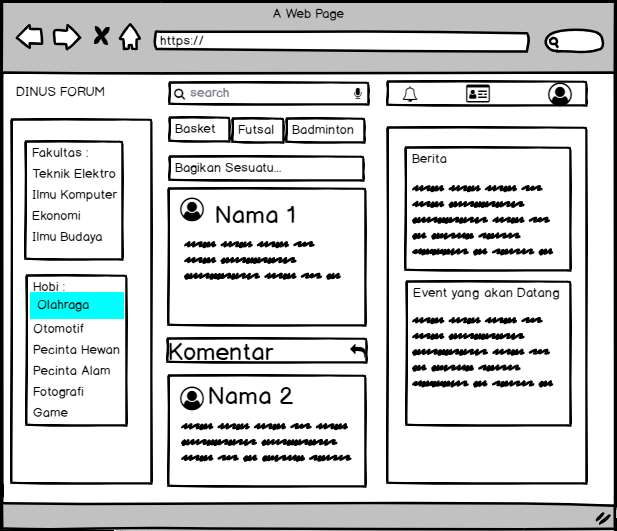 A Web Page
https://
DINUS FORUM
Fakultas :
Teknik Elektro
Ilmu Komputer
Ekonomi
Ilmu Budaya
Hobi :
Olahraga
Otomotif
Pecinta Hewan
Pecinta Alam
Fotografi
Game
search
Basket
Futsal
Badminton
Bagikan Sesuatu...
Nama 1
Komentar
Nama 2
Berita
Event yang akan Datang